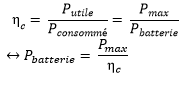 η_c = P_utile / P_consommé = P_max / P_batterie
↔ P_batterie = P_max / η_c